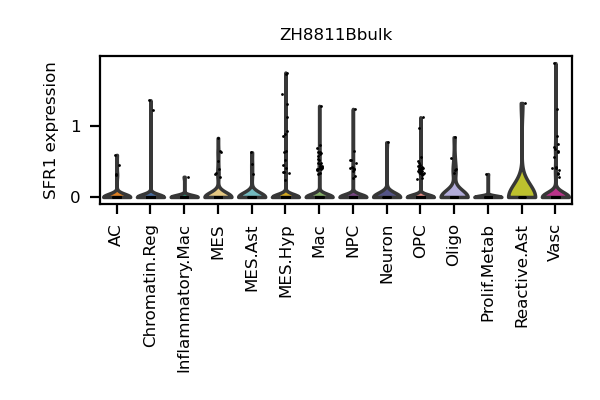 ZH8811Bbulk
SFR1 expression
1
0
AC
Chromatin.Reg
Inflammatory.Mac
MES
MES.Ast
MES.Hyp
Mac
NPC
Neuron
OPC
Oligo
Prolif.Metab
Reactive.Ast
Vasc